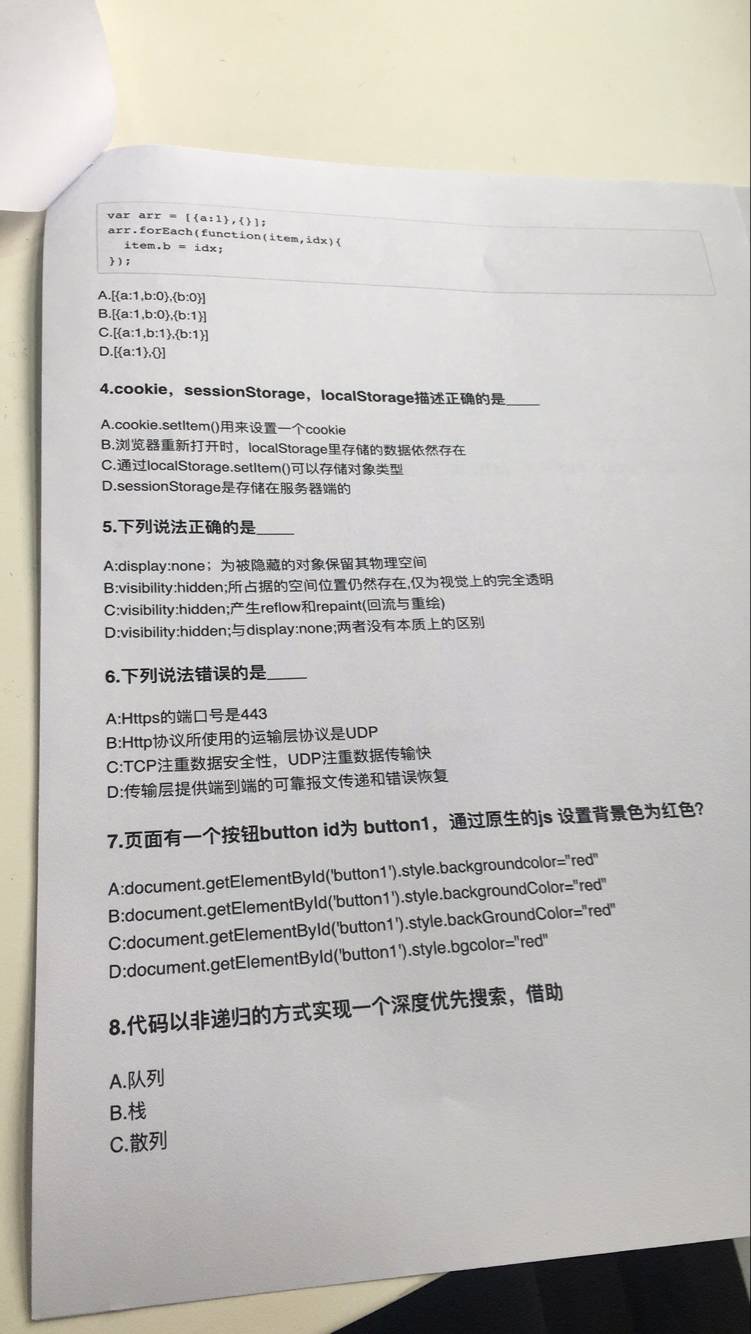 var arr = [{a:1},{}];
arr.forEach(function(item,idx){
item.b = idx;
});
A.[{a:1,b:0},{b:0}]
B.[{a:1,b:0},{b:1}]
C.[{a:1,b:1},{b:1}]
D.[{a:1},{}]
4.cookie，sessionStorage，localStorage描述正确的是____
A.cookie.setItem()用来设置一个cookie
B.浏览器重新打开时，localStorage里存储的数据依然存在
C.通过localStorage.setItem()可以存储对象类型
D.sessionStorage是存储在服务器端的
5.下列说法正确的是____
A:display:none；为被隐藏的对象保留其物理空间
B:visibility:hidden;所占据的空间位置仍然存在,仅为视觉上的完全透明
C:visibility:hidden;产生reflow和repaint(回流与重绘)
D:visibility:hidden;与display:none;两者没有本质上的区别
6.下列说法错误的是____
A:Https的端口号是443
B:Http协议所使用的运输层协议是UDP
C:TCP注重数据安全性，UDP注重数据传输快
D:传输层提供端到端的可靠报文传递和错误恢复
7.页面有一个按钮button id为 button1，通过原生的js 设置背景色为红色?
A:document.getElementById('button1').style.backgroundcolor="red"
B:document.getElementById('button1').style.backgroundColor="red"
C:document.getElementById('button1').style.backGroundColor="red"
D:document.getElementById('button1').style.bgcolor="red"
8.代码以非递归的方式实现一个深度优先搜索，借助
A.队列
B.栈
C.散列